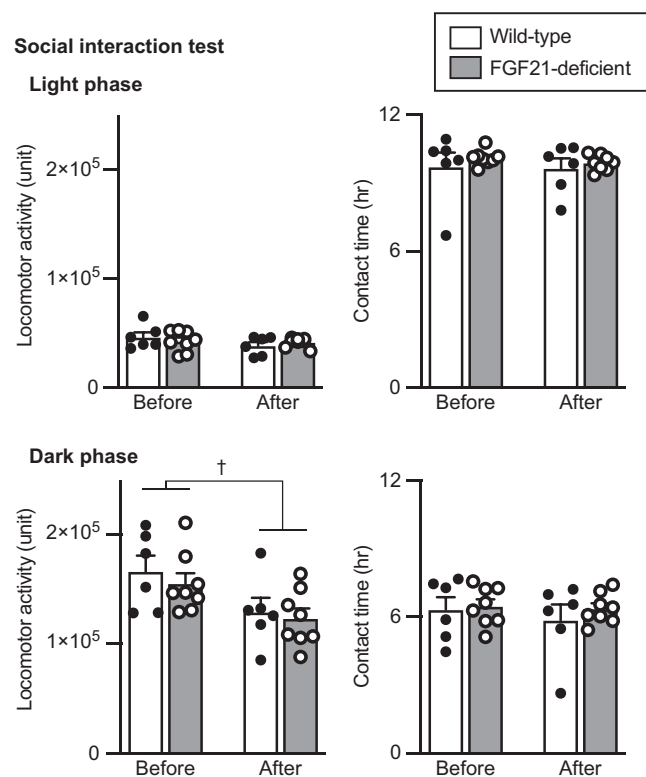 Social interaction test
Wild-type
FGF21-deficient
Light phase
Locomotor activity (unit)
2×10⁵
1×10⁵
0
Before
After
Contact time (hr)
12
6
0
Before
After
Dark phase
†
Locomotor activity (unit)
2×10⁵
1×10⁵
0
Before
After
Contact time (hr)
12
6
0
Before
After